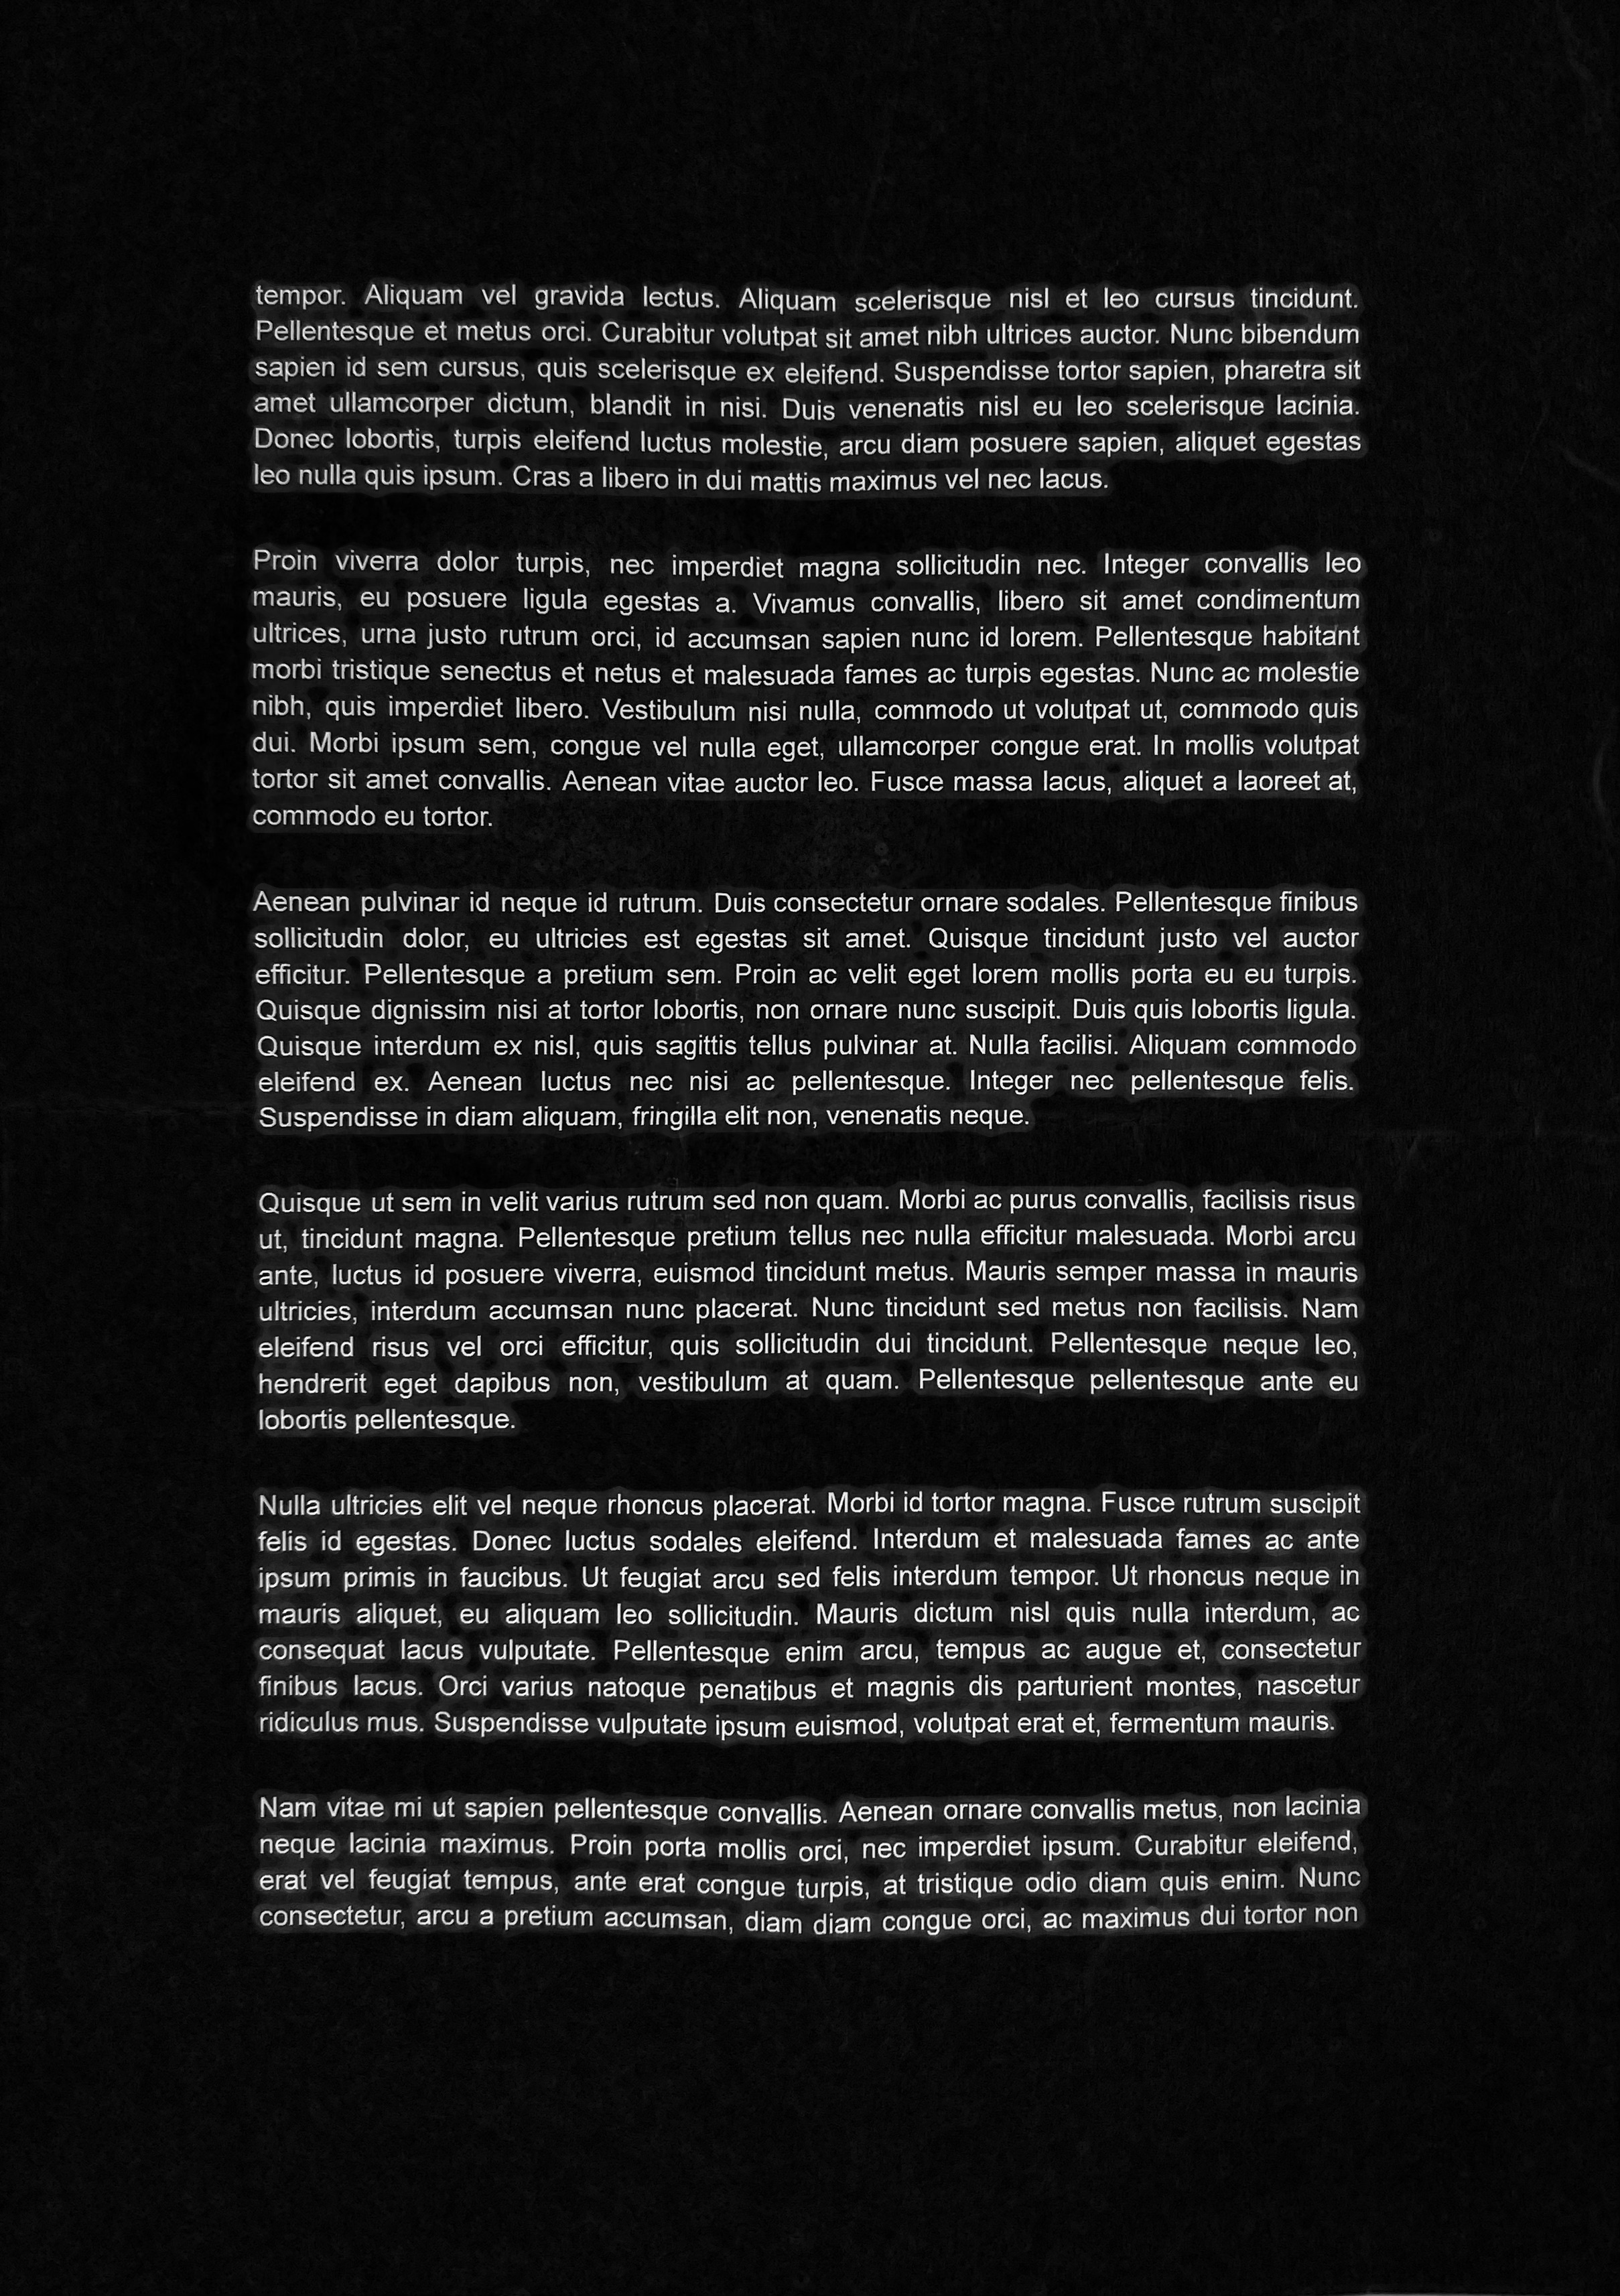 tempor. Aliquam vel gravida lectus. Aliquam scelerisque nisl et leo cursus tincidunt.
Pellentesque et metus orci. Curabitur volutpat sit amet nibh ultrices auctor. Nunc bibendum
sapien id sem cursus, quis scelerisque ex eleifend. Suspendisse tortor sapien, pharetra sit
amet ullamcorper dictum, blandit in nisi. Duis venenatis nisl eu leo scelerisque lacinia.
Donec lobortis, turpis eleifend luctus molestie, arcu diam posuere sapien, aliquet egestas
leo nulla quis ipsum. Cras a libero in dui mattis maximus vel nec lacus.
Proin viverra dolor turpis, nec imperdiet magna sollicitudin nec. Integer convallis leo
mauris, eu posuere ligula egestas a. Vivamus convallis, libero sit amet condimentum
ultrices, urna justo rutrum orci, id accumsan sapien nunc id lorem. Pellentesque habitant
morbi tristique senectus et netus et malesuada fames ac turpis egestas. Nunc ac molestie
nibh, quis imperdiet libero. Vestibulum nisi nulla, commodo ut volutpat ut, commodo quis
dui. Morbi ipsum sem, congue vel nulla eget, ullamcorper congue erat. In mollis volutpat
tortor sit amet convallis. Aenean vitae auctor leo. Fusce massa lacus, aliquet a laoreet at,
commodo eu tortor.
Aenean pulvinar id neque id rutrum. Duis consectetur ornare sodales. Pellentesque finibus
sollicitudin dolor, eu ultricies est egestas sit amet. Quisque tincidunt justo vel auctor
efficitur. Pellentesque a pretium sem. Proin ac velit eget lorem mollis porta eu eu turpis.
Quisque dignissim nisi at tortor lobortis, non ornare nunc suscipit. Duis quis lobortis ligula.
Quisque interdum ex nisl, quis sagittis tellus pulvinar at. Nulla facilisi. Aliquam commodo
eleifend ex. Aenean luctus nec nisi ac pellentesque. Integer nec pellentesque felis.
Suspendisse in diam aliquam, fringilla elit non, venenatis neque.
Quisque ut sem in velit varius rutrum sed non quam. Morbi ac purus convallis, facilisis risus
ut, tincidunt magna. Pellentesque pretium tellus nec nulla efficitur malesuada. Morbi arcu
ante, luctus id posuere viverra, euismod tincidunt metus. Mauris semper massa in mauris
ultricies, interdum accumsan nunc placerat. Nunc tincidunt sed metus non facilisis. Nam
eleifend risus vel orci efficitur, quis sollicitudin dui tincidunt. Pellentesque neque leo,
hendrerit eget dapibus non, vestibulum at quam. Pellentesque pellentesque ante eu
lobortis pellentesque.
Nulla ultricies elit vel neque rhoncus placerat. Morbi id tortor magna. Fusce rutrum suscipit
felis id egestas. Donec luctus sodales eleifend. Interdum et malesuada fames ac ante
ipsum primis in faucibus. Ut feugiat arcu sed felis interdum tempor. Ut rhoncus neque in
mauris aliquet, eu aliquam leo sollicitudin. Mauris dictum nisl quis nulla interdum, ac
consequat lacus vulputate. Pellentesque enim arcu, tempus ac augue et, consectetur
finibus lacus. Orci varius natoque penatibus et magnis dis parturient montes, nascetur
ridiculus mus. Suspendisse vulputate ipsum euismod, volutpat erat et, fermentum mauris.
Nam vitae mi ut sapien pellentesque convallis. Aenean ornare convallis metus, non lacinia
neque lacinia maximus. Proin porta mollis orci, nec imperdiet ipsum. Curabitur eleifend,
erat vel feugiat tempus, ante erat congue turpis, at tristique odio diam quis enim. Nunc
consectetur, arcu a pretium accumsan, diam diam congue orci, ac maximus dui tortor non